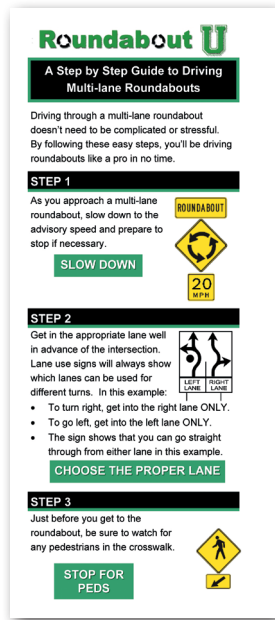 Roundabout U
A Step by Step Guide to Driving
Multi-lane Roundabouts
Driving through a multi-lane roundabout
doesn't need to be complicated or stressful.
By following these easy steps, you'll be driving
roundabouts like a pro in no time.
STEP 1
As you approach a multi-lane
roundabout, slow down to the
advisory speed and prepare to
stop if necessary.
SLOW DOWN
ROUNDABOUT
20
MPH
STEP 2
Get in the appropriate lane well
in advance of the intersection.
Lane use signs will always show
which lanes can be used for
different turns. In this example:
LEFT LANE
RIGHT LANE
• To turn right, get into the right lane ONLY.
• To go left, get into the left lane ONLY.
• The sign shows that you can go straight
through from either lane in this example.
CHOOSE THE PROPER LANE
STEP 3
Just before you get to the
roundabout, be sure to watch for
any pedestrians in the crosswalk.
STOP FOR
PEDS